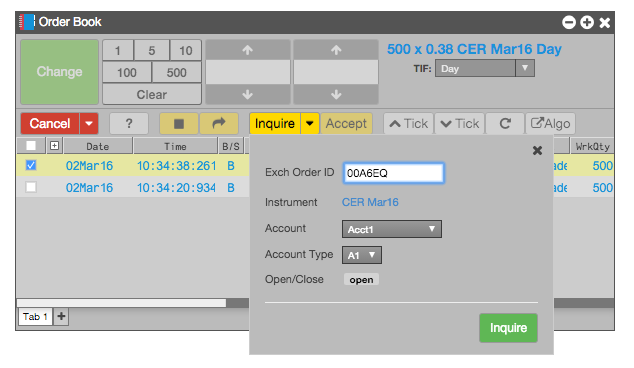 Order Book
Change
1 5 10
100 500
Clear
500 x 0.38 CER Mar16 Day
TIF: Day
Cancel ? Inquire Accept Tick Tick Algo
Date Time B/S WrkQty
02Mar16 10:34:38:261 B 500
02Mar16 10:34:20:934 B 500
Exch Order ID 00A6EQ
Instrument CER Mar16
Account Acct1
Account Type A1
Open/Close open
Inquire
Tab 1 +